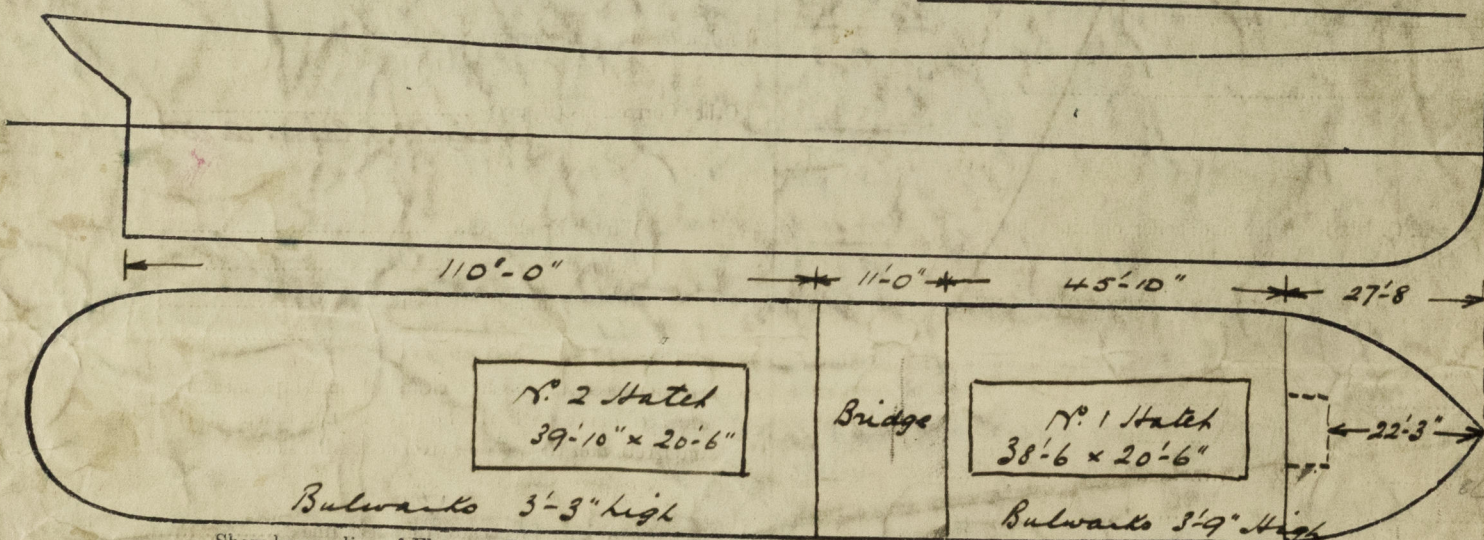 110'-0" 11'-0" 45'-10" 27'-8
No. 2 Hatch
39'-10" x 20'-6"
Bridge
No. 1 Hatch
38'-6 x 20'-6"
22'-3"
Bulwarks 3'-3" high
Bulwarks 3'-9" High